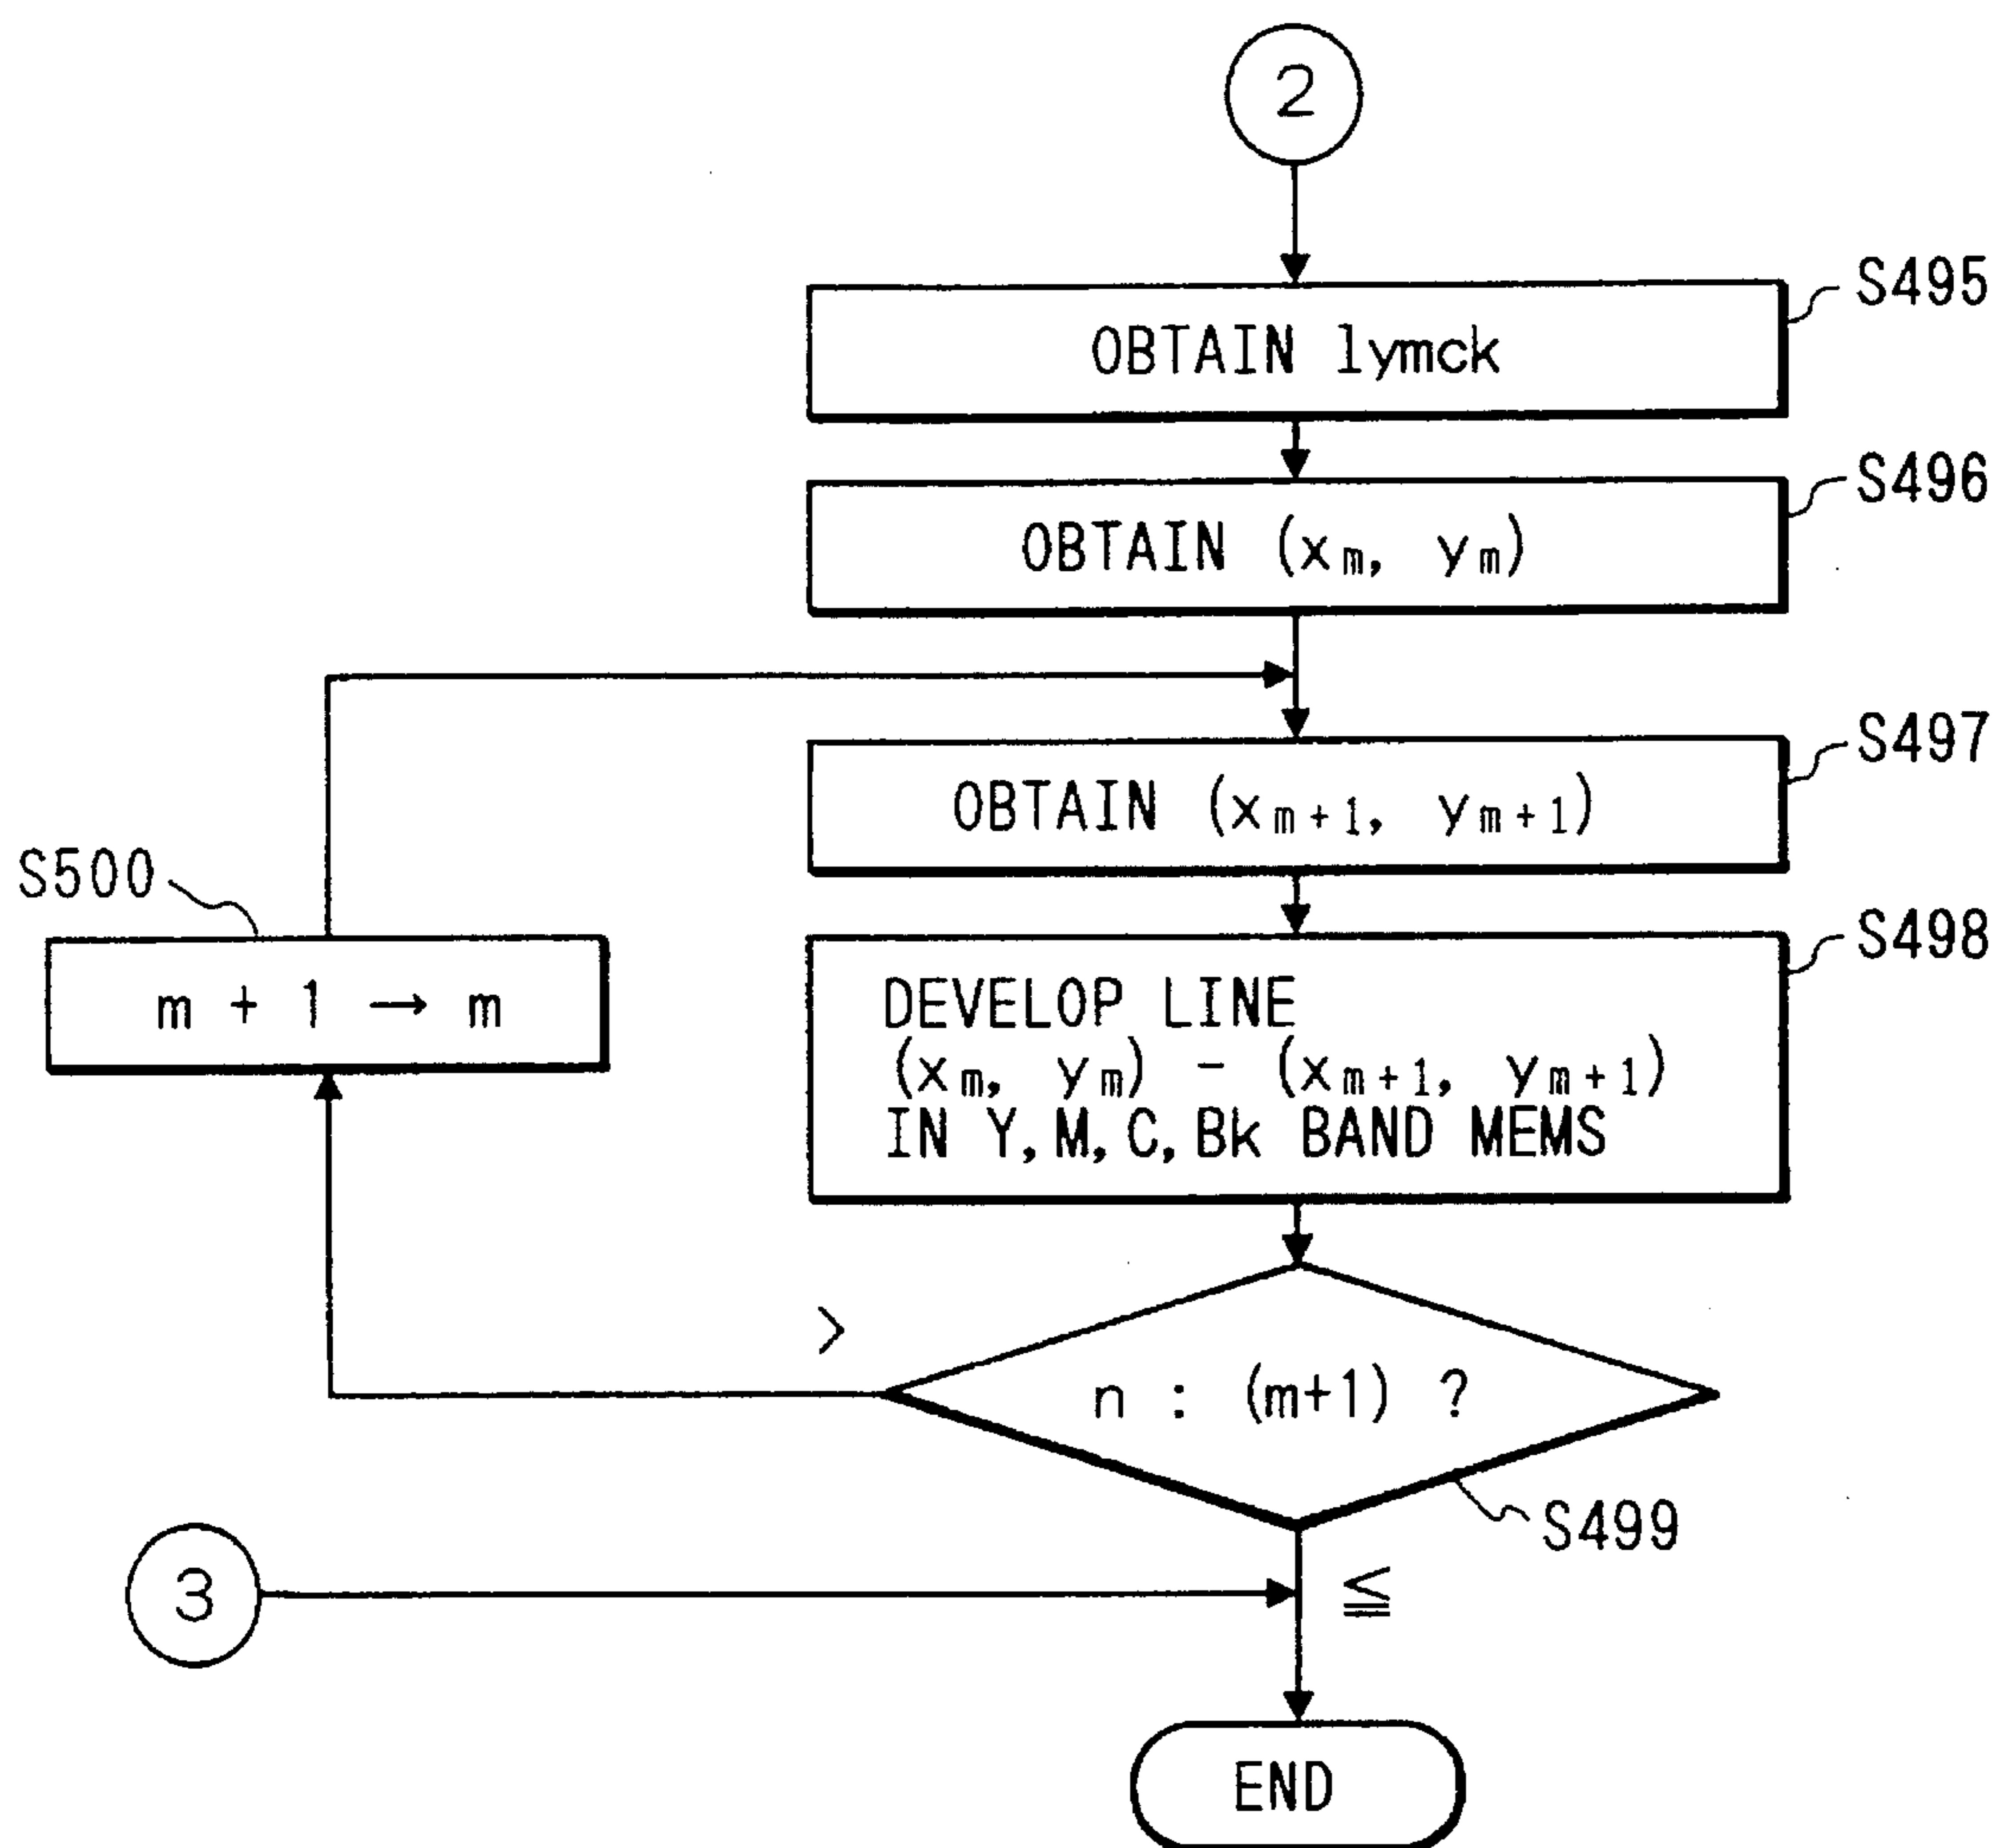 2
S495
OBTAIN lymck
S496
OBTAIN (xm, ym)
S497
OBTAIN (xm+1, ym+1)
S500
m + 1 → m
S498
DEVELOP LINE
(xm, ym) - (xm+1, ym+1)
IN Y,M,C,Bk BAND MEMS
>
n : (m+1) ?
S499
3
≦
END